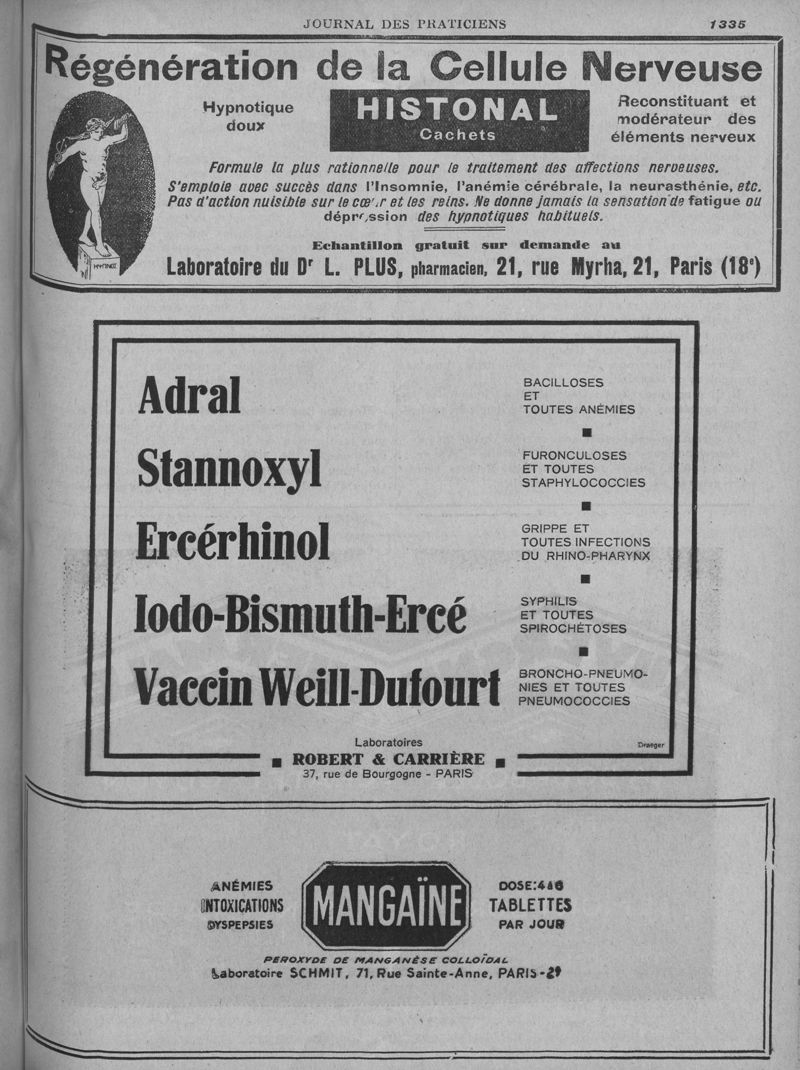 JOURNAL DES PRATICIENS 1335
Régénération de la Cellule Nerveuse
Hypnotique
doux
HISTONAL
Cachets
Reconstituant et
modérateur des
éléments nerveux
ΗΥΠΝΟΣ
Formule la plus rationnelle pour le traitement des affections nerveuses.
S'emploie avec succès dans l'Insomnie, l'anémie cérébrale, la neurasthénie, etc.
Pas d'action nuisible sur le cœur et les reins. Ne donne jamais la sensation de fatigue ou
dépression des hypnotiques habituels.
Echantillon gratuit sur demande au
Laboratoire du Dr L. PLUS, pharmacien, 21, rue Myrha, 21, Paris (18e)
Adral
BACILLOSES
ET
TOUTES ANÉMIES
Stannoxyl
FURONCULOSES
ET TOUTES
STAPHYLOCOCCIES
Ercérhinol
GRIPPE ET
TOUTES INFECTIONS
DU RHINO-PHARYNX
Iodo-Bismuth-Ercé
SYPHILIS
ET TOUTES
SPIROCHÉTOSES
Vaccin Weill-Dufourt
BRONCHO-PNEUMO-
NIES ET TOUTES
PNEUMOCOCCIES
Laboratoires
ROBERT & CARRIÈRE
37, rue de Bourgogne - PARIS
Draeger
ANÉMIES
INTOXICATIONS
DYSPEPSIES
MANGAÏNE
DOSE: 4 à 6
TABLETTES
PAR JOUR
PEROXYDE DE MANGANÈSE COLLOÏDAL
Laboratoire SCHMIT, 71, Rue Sainte-Anne, PARIS-2e